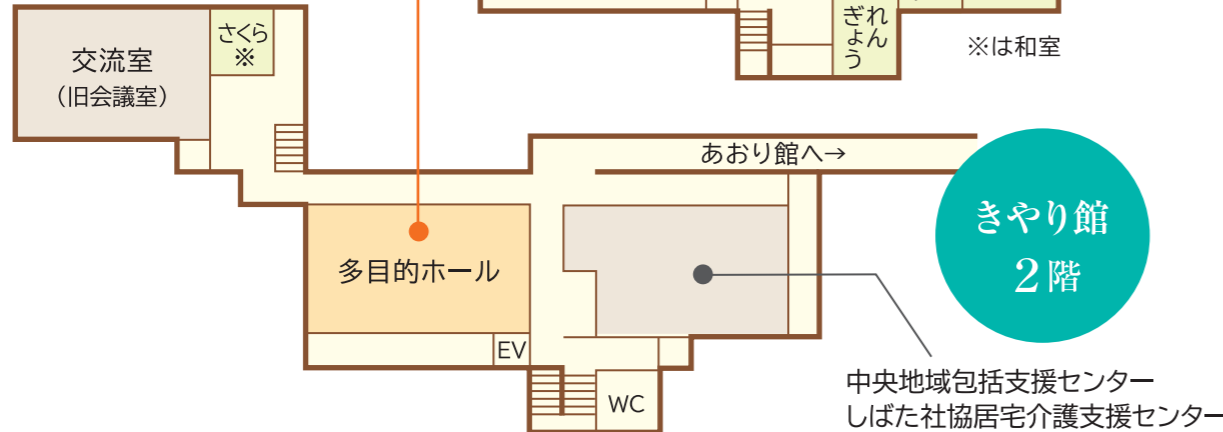 れんぎょう
※は和室
さくら
※
交流室
（旧会議室）
あおり館へ→
きやり館
2階
多目的ホール
EV
WC
中央地域包括支援センター
しばた社協居宅介護支援センター